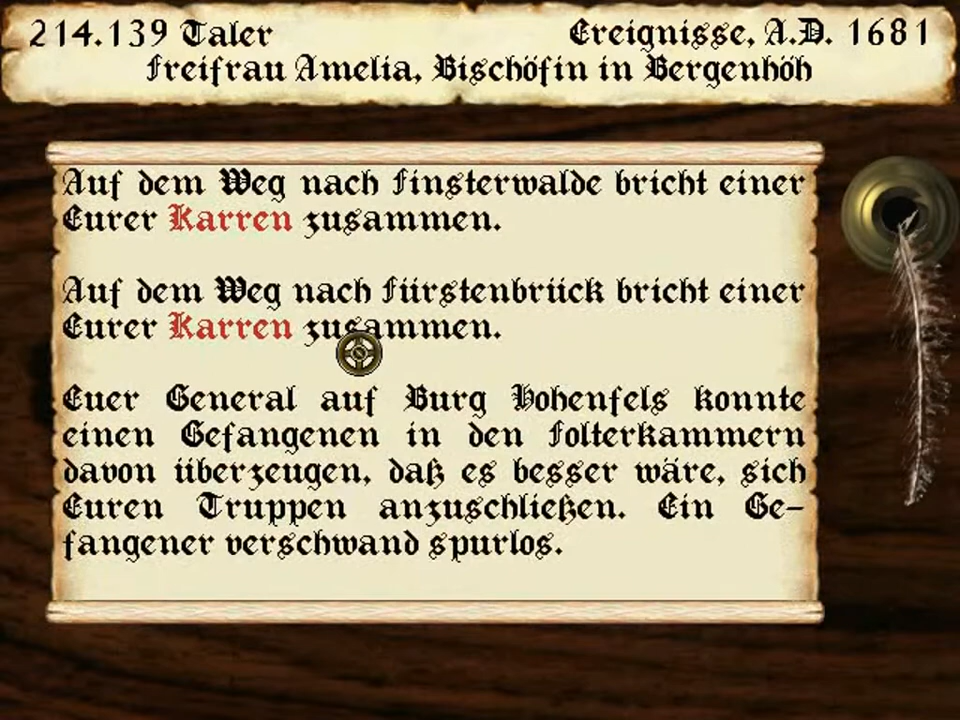 214.139 Taler
Ereignisse, A.D. 1681
Freifrau Amelia, Bischöfin in Bergenhöh
Auf dem Weg nach Finsterwalde bricht einer
Eurer Karren zusammen.
Auf dem Weg nach Fürstenbrück bricht einer
Eurer Karren zusammen.
Euer General auf Burg Hohenfels konnte
einen Gefangenen in den Folterkammern
davon überzeugen, daß es besser wäre, sich
Euren Truppen anzuschließen. Ein Ge-
fangener verschwand spurlos.